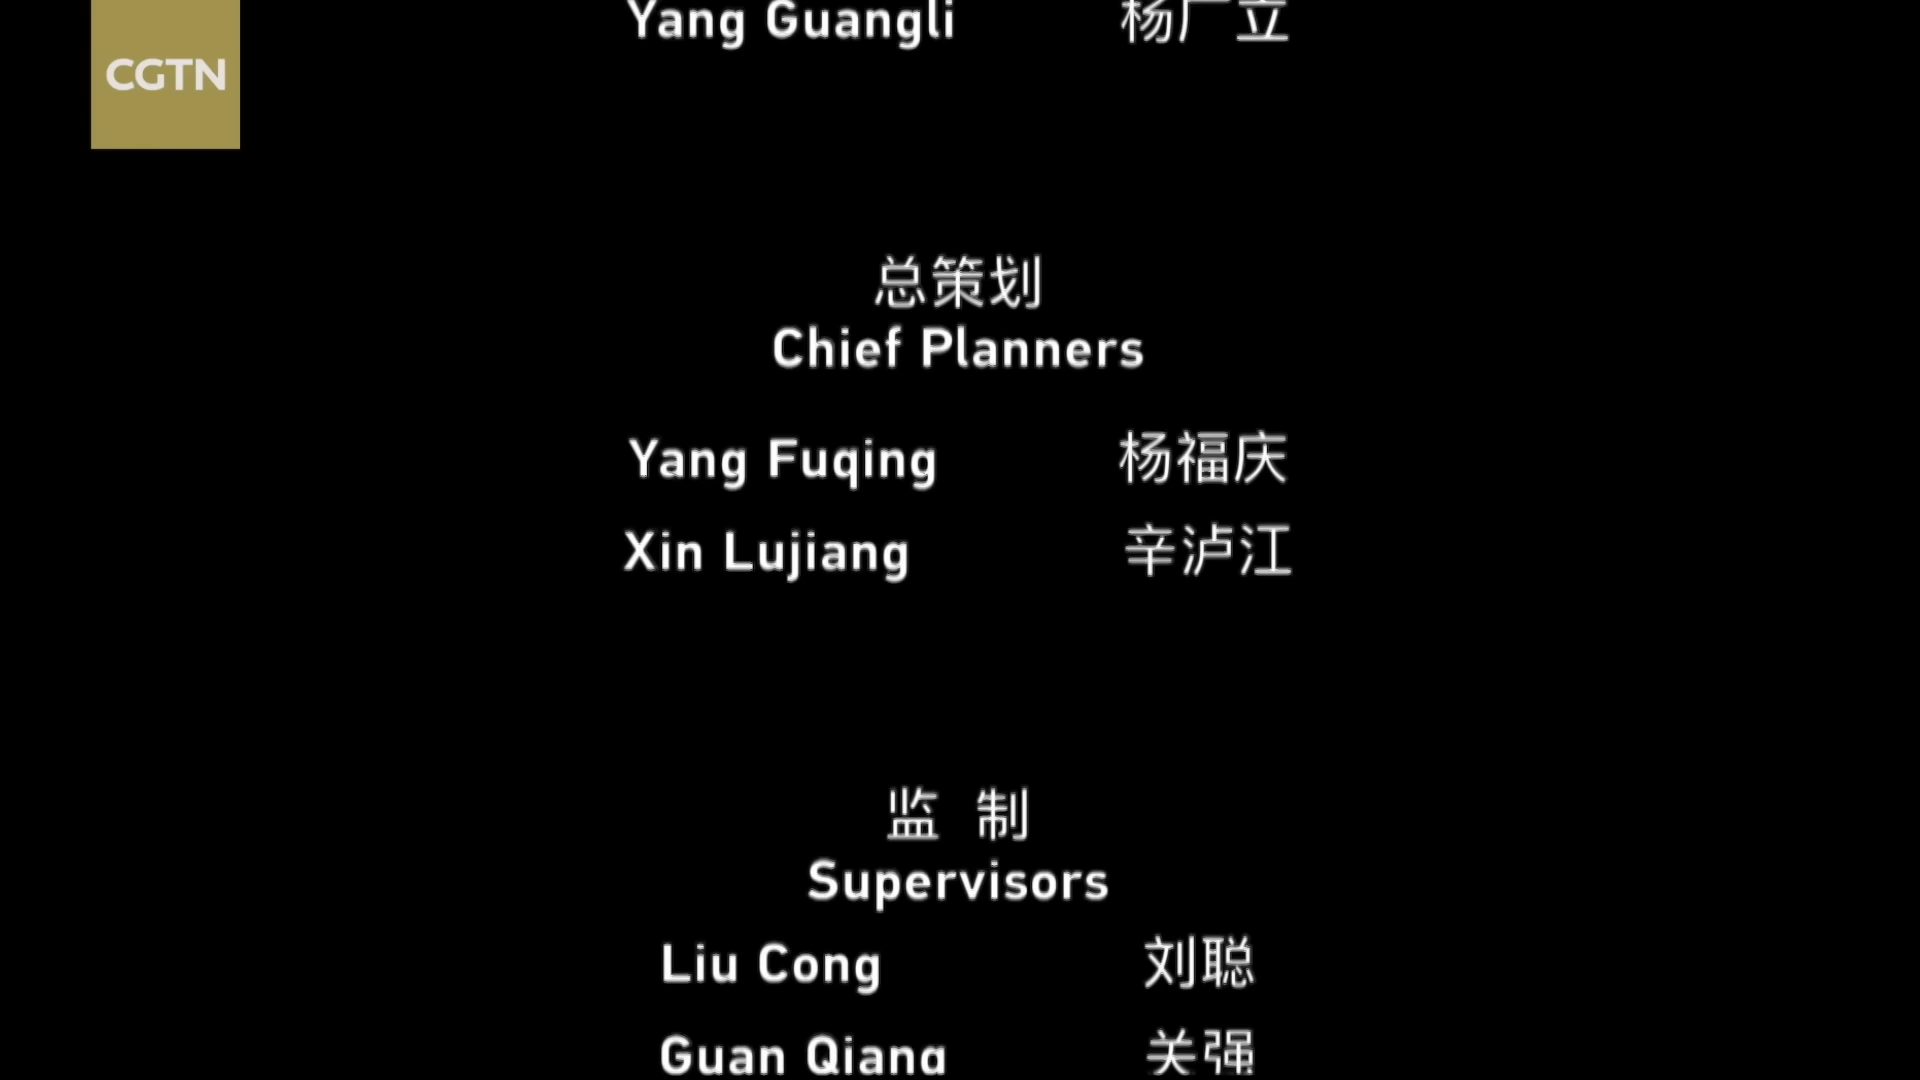 Yang Guangli 杨广立
CGTN
总策划
Chief Planners
Yang Fuqing 杨福庆
Xin Lujiang 辛泸江
监 制
Supervisors
Liu Cong 刘聪
Guan Qiang 关强